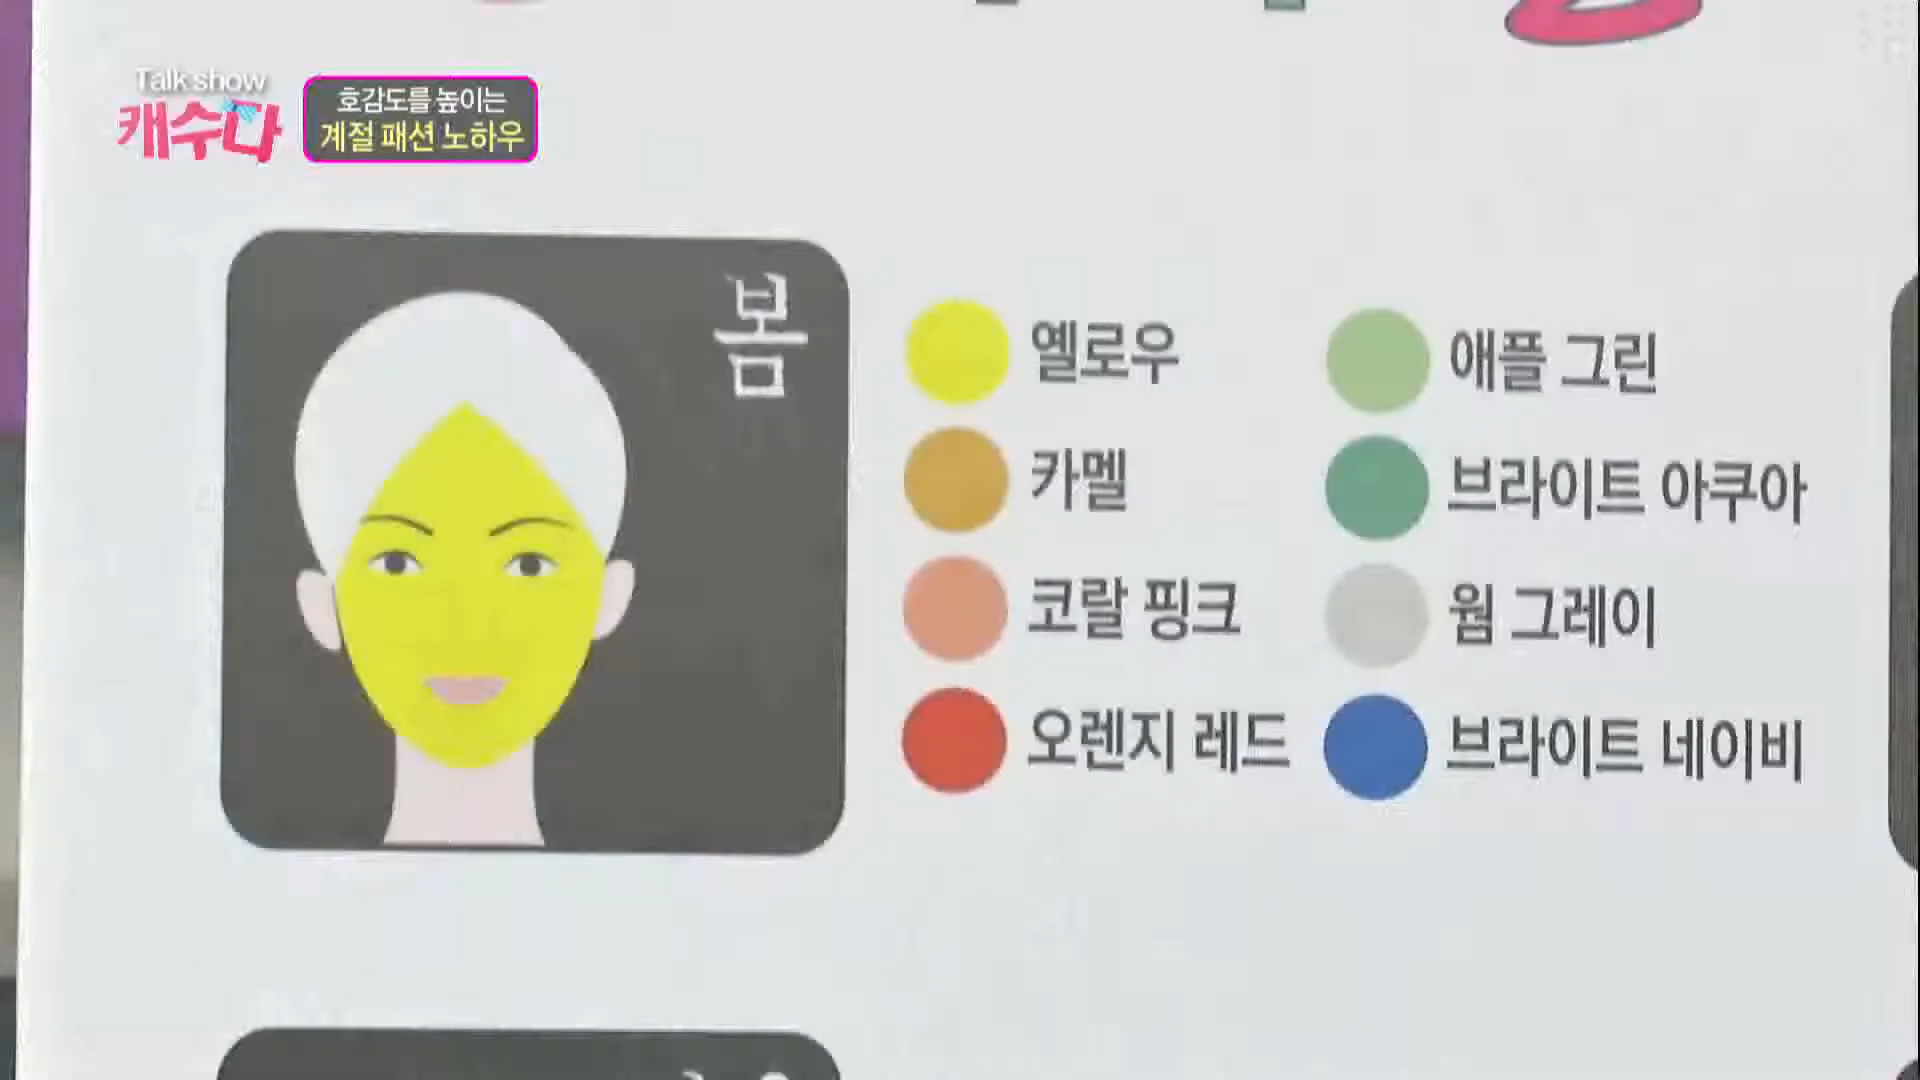 Talk show
캐수다
호감도를 높이는
계절 패션 노하우
봄
옐로우
애플 그린
카멜
브라이트 아쿠아
코랄 핑크
웜 그레이
오렌지 레드
브라이트 네이비